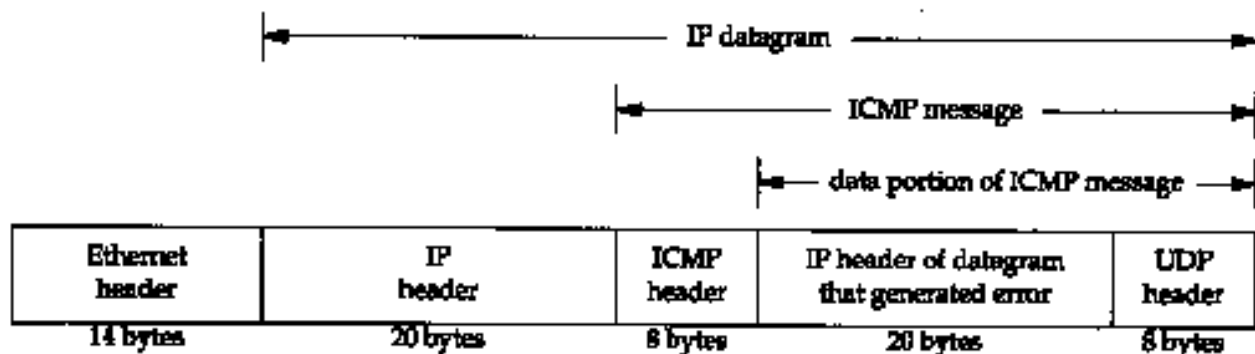 IP datagram
ICMP message
data portion of ICMP message
Ethernet
header
IP
header
ICMP
header
IP header of datagram
that generated error
UDP
header
14 bytes
20 bytes
8 bytes
20 bytes
8 bytes